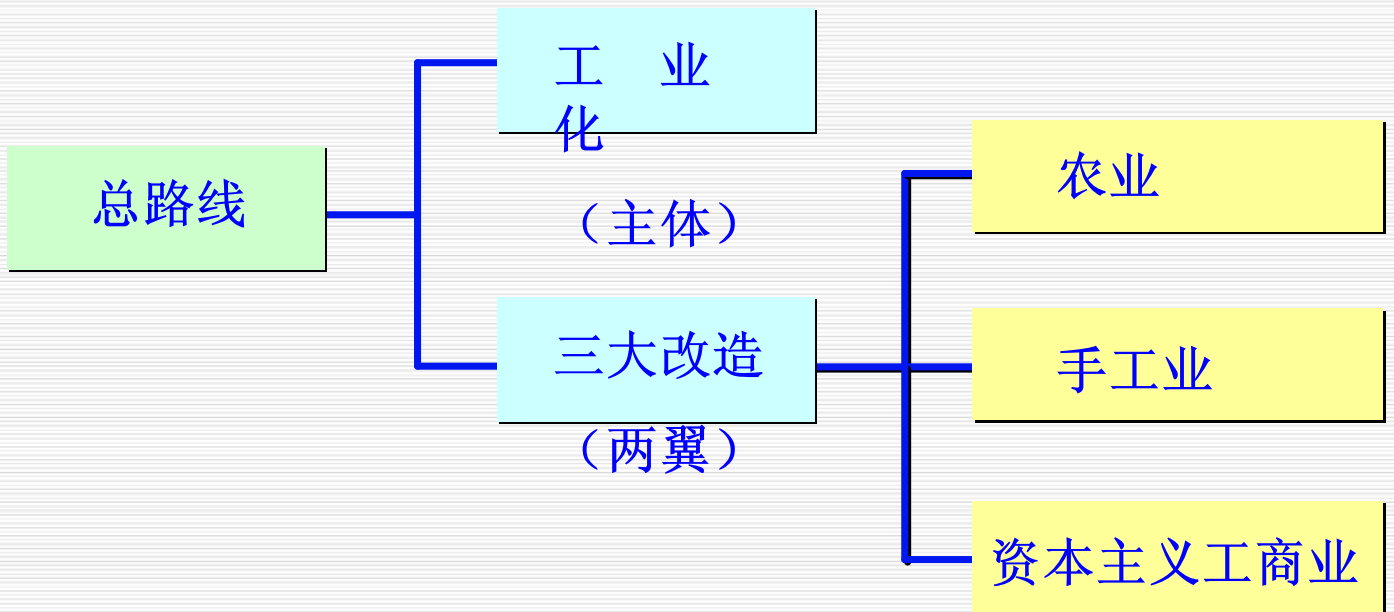 总路线
工 业
化
（主体）
三大改造
（两翼）
农业
手工业
资本主义工商业